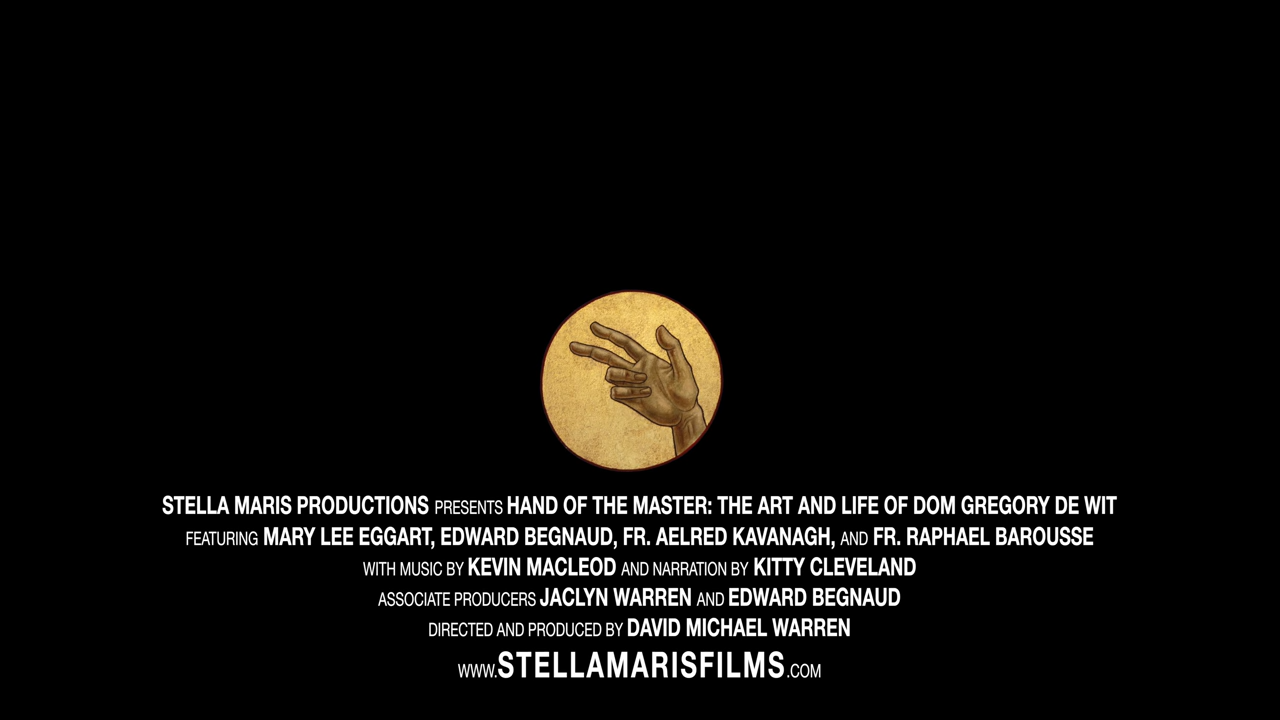 STELLA MARIS PRODUCTIONS PRESENTS HAND OF THE MASTER: THE ART AND LIFE OF DOM GREGORY DE WIT
FEATURING MARY LEE EGGART, EDWARD BEGNAUD, FR. AELRED KAVANAGH, AND FR. RAPHAEL BAROUSSE
WITH MUSIC BY KEVIN MACLEOD AND NARRATION BY KITTY CLEVELAND
ASSOCIATE PRODUCERS JACLYN WARREN AND EDWARD BEGNAUD
DIRECTED AND PRODUCED BY DAVID MICHAEL WARREN
WWW.STELLAMARISFILMS.COM